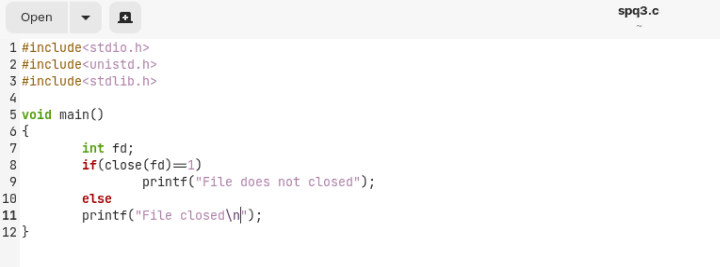 Open
spq3.c
~
1 #include<stdio.h>
2 #include<unistd.h>
3 #include<stdlib.h>
4
5 void main()
6 {
7 int fd;
8 if(close(fd)==1)
9 printf("File does not closed");
10 else
11 printf("File closed\n");
12 }